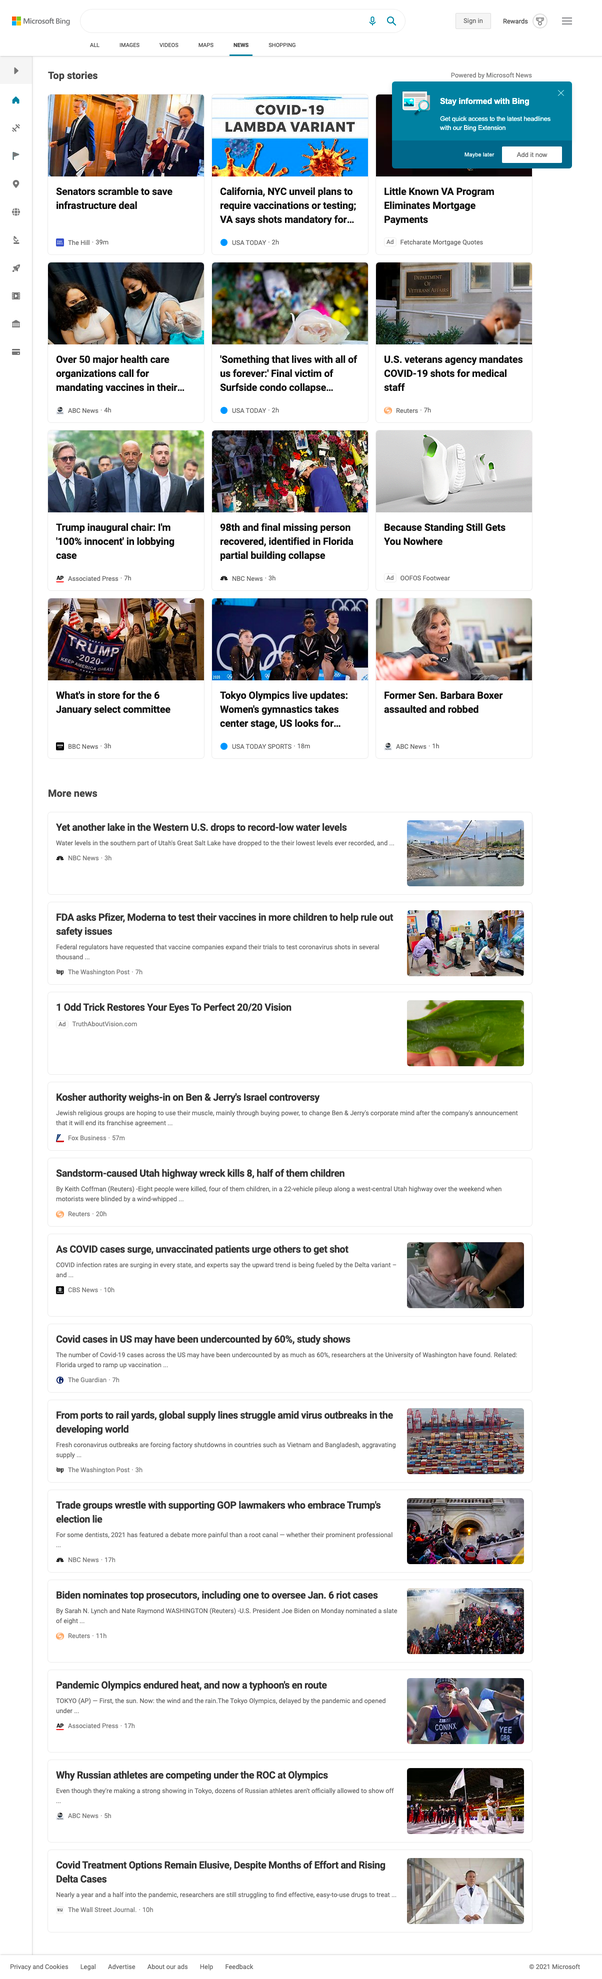 Microsoft Bing
Sign in
Rewards
ALL
IMAGES
VIDEOS
MAPS
NEWS
SHOPPING
Top stories
Powered by Microsoft News
Stay informed with Bing
Get quick access to the latest headlines
with our Bing Extension
Maybe later
Add it now
COVID-19
LAMBDA VARIANT
Senators scramble to save
infrastructure deal
The Hill · 39m
California, NYC unveil plans to
require vaccinations or testing;
VA says shots mandatory for...
USA TODAY · 2h
Little Known VA Program
Eliminates Mortgage
Payments
Ad Fetcharate Mortgage Quotes
Over 50 major health care
organizations call for
mandating vaccines in their...
ABC News · 4h
'Something that lives with all of
us forever:' Final victim of
Surfside condo collapse...
USA TODAY · 2h
DEPARTMENT
OF
VETERANS AFFAIRS
U.S. veterans agency mandates
COVID-19 shots for medical
staff
Reuters · 7h
Trump inaugural chair: I'm
'100% innocent' in lobbying
case
AP Associated Press · 7h
98th and final missing person
recovered, identified in Florida
partial building collapse
NBC News · 3h
Because Standing Still Gets
You Nowhere
Ad OOFOS Footwear
TRUMP
2020
KEEP AMERICA GREAT!
What's in store for the 6
January select committee
BBC News · 3h
Tokyo Olympics live updates:
Women's gymnastics takes
center stage, US looks for...
USA TODAY SPORTS · 18m
Former Sen. Barbara Boxer
assaulted and robbed
ABC News · 1h
More news
Yet another lake in the Western U.S. drops to record-low water levels
Water levels in the southern part of Utah's Great Salt Lake have dropped to the their lowest levels ever recorded, and ...
NBC News · 3h
FDA asks Pfizer, Moderna to test their vaccines in more children to help rule out
safety issues
Federal regulators have requested that vaccine companies expand their trials to test coronavirus shots in several
thousand ...
wp The Washington Post · 7h
1 Odd Trick Restores Your Eyes To Perfect 20/20 Vision
Ad TruthAboutVision.com
Kosher authority weighs-in on Ben & Jerry's Israel controversy
Jewish religious groups are hoping to use their muscle, mainly through buying power, to change Ben & Jerry's corporate mind after the company's announcement
that it will end its franchise agreement ...
Fox Business · 57m
Sandstorm-caused Utah highway wreck kills 8, half of them children
By Keith Coffman (Reuters) -Eight people were killed, four of them children, in a 22-vehicle pileup along a west-central Utah highway over the weekend when
motorists were blinded by a wind-whipped ...
Reuters · 20h
As COVID cases surge, unvaccinated patients urge others to get shot
COVID infection rates are surging in every state, and experts say the upward trend is being fueled by the Delta variant –
and ...
CBS News · 10h
Covid cases in US may have been undercounted by 60%, study shows
The number of Covid-19 cases across the US may have been undercounted by as much as 60%, researchers at the University of Washington have found. Related:
Florida urged to ramp up vaccination ...
The Guardian · 7h
From ports to rail yards, global supply lines struggle amid virus outbreaks in the
developing world
Fresh coronavirus outbreaks are forcing factory shutdowns in countries such as Vietnam and Bangladesh, aggravating
supply ...
wp The Washington Post · 3h
Trade groups wrestle with supporting GOP lawmakers who embrace Trump's
election lie
For some dentists, 2021 has featured a debate more painful than a root canal — whether their prominent professional
...
NBC News · 17h
Biden nominates top prosecutors, including one to oversee Jan. 6 riot cases
By Sarah N. Lynch and Nate Raymond WASHINGTON (Reuters) -U.S. President Joe Biden on Monday nominated a slate
of eight ...
Reuters · 11h
Pandemic Olympics endured heat, and now a typhoon's en route
TOKYO (AP) — First, the sun. Now: the wind and the rain.The Tokyo Olympics, delayed by the pandemic and opened
under ...
AP Associated Press · 17h
CONINX
YEE
GBR
Why Russian athletes are competing under the ROC at Olympics
Even though they're making a strong showing in Tokyo, dozens of Russian athletes aren't officially allowed to show off
...
ABC News · 5h
Covid Treatment Options Remain Elusive, Despite Months of Effort and Rising
Delta Cases
Nearly a year and a half into the pandemic, researchers are still struggling to find effective, easy-to-use drugs to treat ...
WSJ The Wall Street Journal. · 10h
Privacy and Cookies
Legal
Advertise
About our ads
Help
Feedback
© 2021 Microsoft